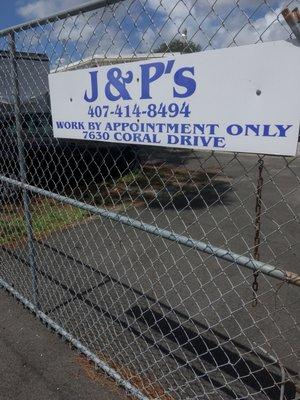 J&P's
407-414-8494
WORK BY APPOINTMENT ONLY
7630 CORAL DRIVE